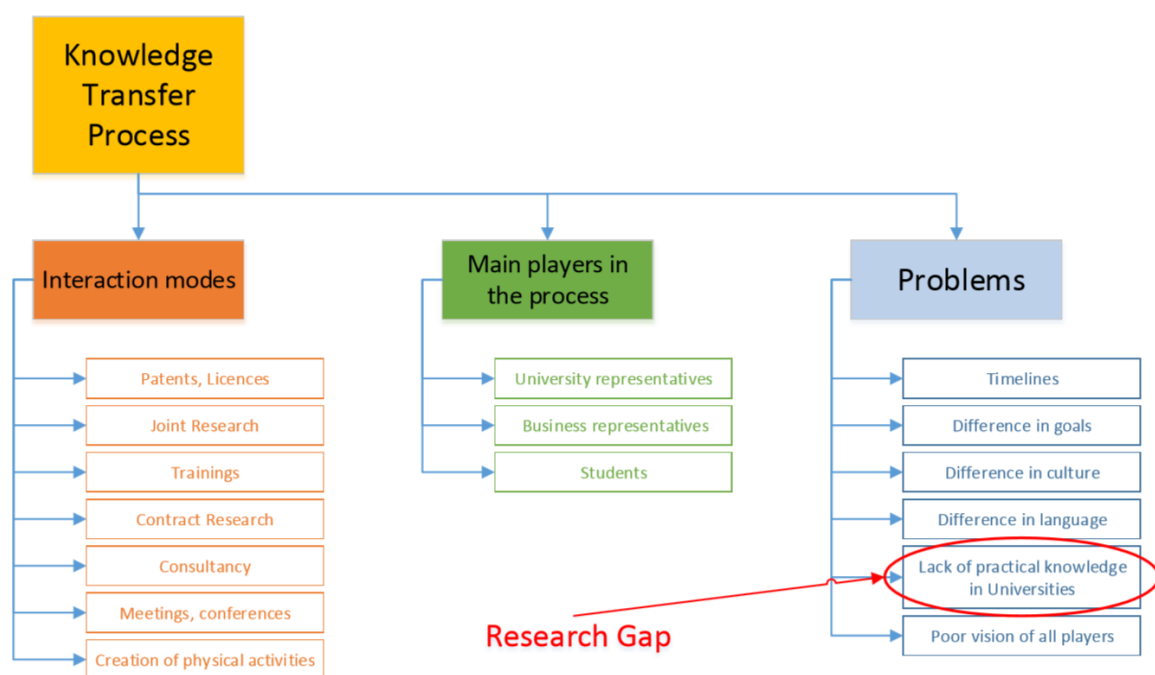 Knowledge
Transfer
Process
Interaction modes
Patents, Licences
Joint Research
Trainings
Contract Research
Consultancy
Meetings, conferences
Creation of physical activities
Main players in
the process
University representatives
Business representatives
Students
Problems
Timelines
Difference in goals
Difference in culture
Difference in language
Lack of practical knowledge
in Universities
Poor vision of all players
Research Gap